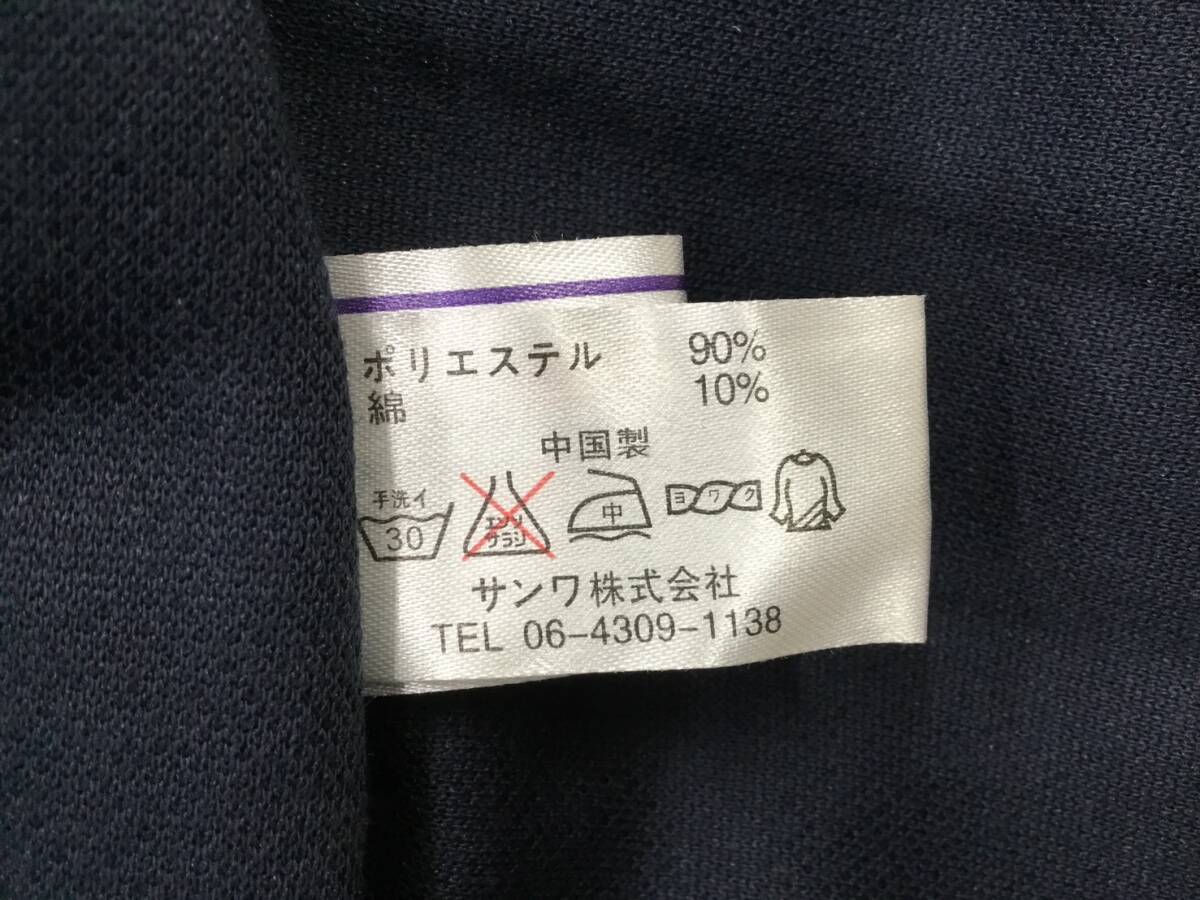 ポリエステル 90%
綿 10%
中国製
手洗イ
30
エンソ
サラシ
中
ヨワク
サンワ株式会社
TEL 06-4309-1138